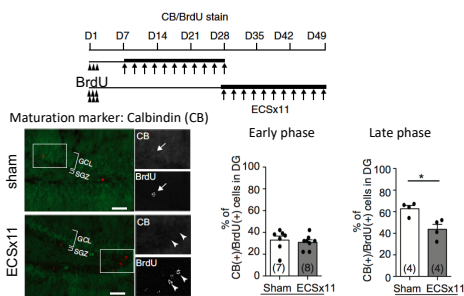 CB/BrdU stain
D1 D7 D14 D21 D28 D35 D42 D49
BrdU
ECSx11
Maturation marker: Calbindin (CB)
sham
GCL
SGZ
CB
BrdU
ECSx11
GCL
SGZ
CB
BrdU
Early phase
% of
CB(+)/BrdU(+) cells in DG
100
80
60
40
20
0
(7) (8)
Sham ECSx11
Late phase
% of
CB(+)/BrdU(+) cells in DG
100
80
60
40
20
0
*
(4) (4)
Sham ECSx11